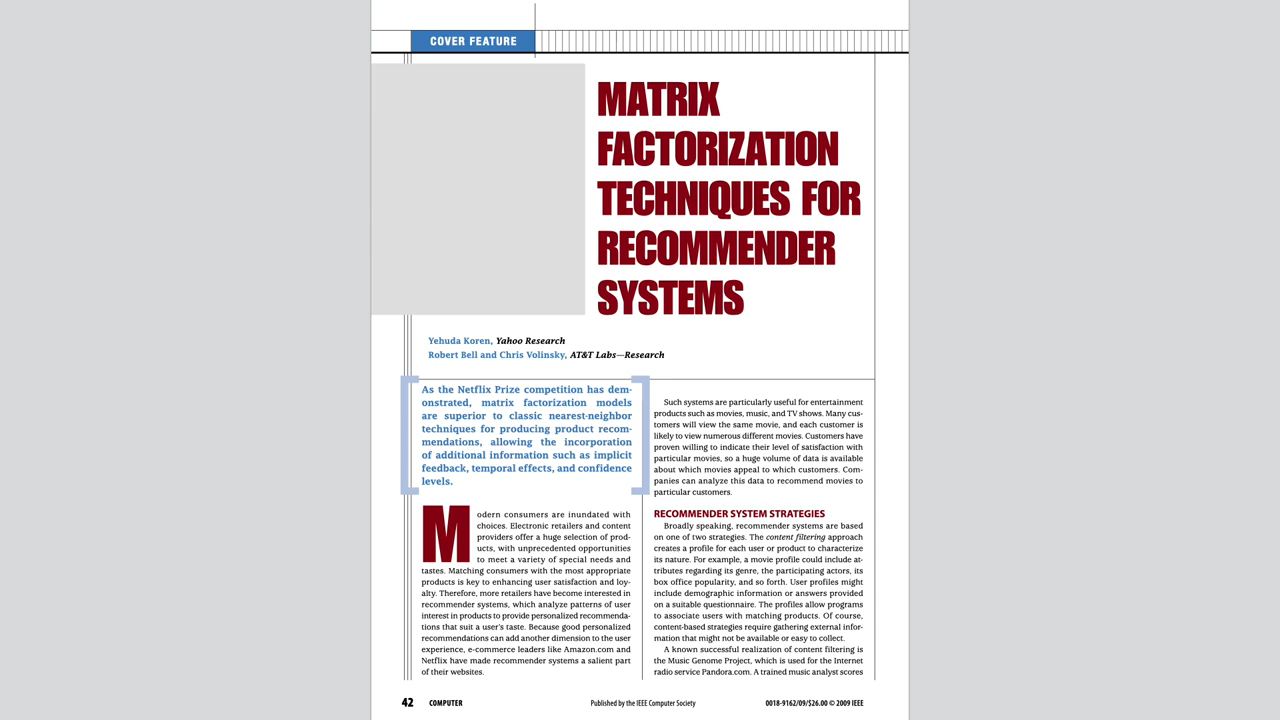 COVER FEATURE
MATRIX
FACTORIZATION
TECHNIQUES FOR
RECOMMENDER
SYSTEMS
Yehuda Koren, Yahoo Research
Robert Bell and Chris Volinsky, AT&T Labs—Research
As the Netflix Prize competition has dem-
onstrated, matrix factorization models
are superior to classic nearest-neighbor
techniques for producing product recom-
mendations, allowing the incorporation
of additional information such as implicit
feedback, temporal effects, and confidence
levels.
Modern consumers are inundated with
choices. Electronic retailers and content
providers offer a huge selection of prod-
ucts, with unprecedented opportunities
to meet a variety of special needs and
tastes. Matching consumers with the most appropriate
products is key to enhancing user satisfaction and loy-
alty. Therefore, more retailers have become interested in
recommender systems, which analyze patterns of user
interest in products to provide personalized recommenda-
tions that suit a user's taste. Because good personalized
recommendations can add another dimension to the user
experience, e-commerce leaders like Amazon.com and
Netflix have made recommender systems a salient part
of their websites.
Such systems are particularly useful for entertainment
products such as movies, music, and TV shows. Many cus-
tomers will view the same movie, and each customer is
likely to view numerous different movies. Customers have
proven willing to indicate their level of satisfaction with
particular movies, so a huge volume of data is available
about which movies appeal to which customers. Com-
panies can analyze this data to recommend movies to
particular customers.
RECOMMENDER SYSTEM STRATEGIES
Broadly speaking, recommender systems are based
on one of two strategies. The content filtering approach
creates a profile for each user or product to characterize
its nature. For example, a movie profile could include at-
tributes regarding its genre, the participating actors, its
box office popularity, and so forth. User profiles might
include demographic information or answers provided
on a suitable questionnaire. The profiles allow programs
to associate users with matching products. Of course,
content-based strategies require gathering external infor-
mation that might not be available or easy to collect.
A known successful realization of content filtering is
the Music Genome Project, which is used for the Internet
radio service Pandora.com. A trained music analyst scores
42 COMPUTER
Published by the IEEE Computer Society
0018-9162/09/$26.00 © 2009 IEEE